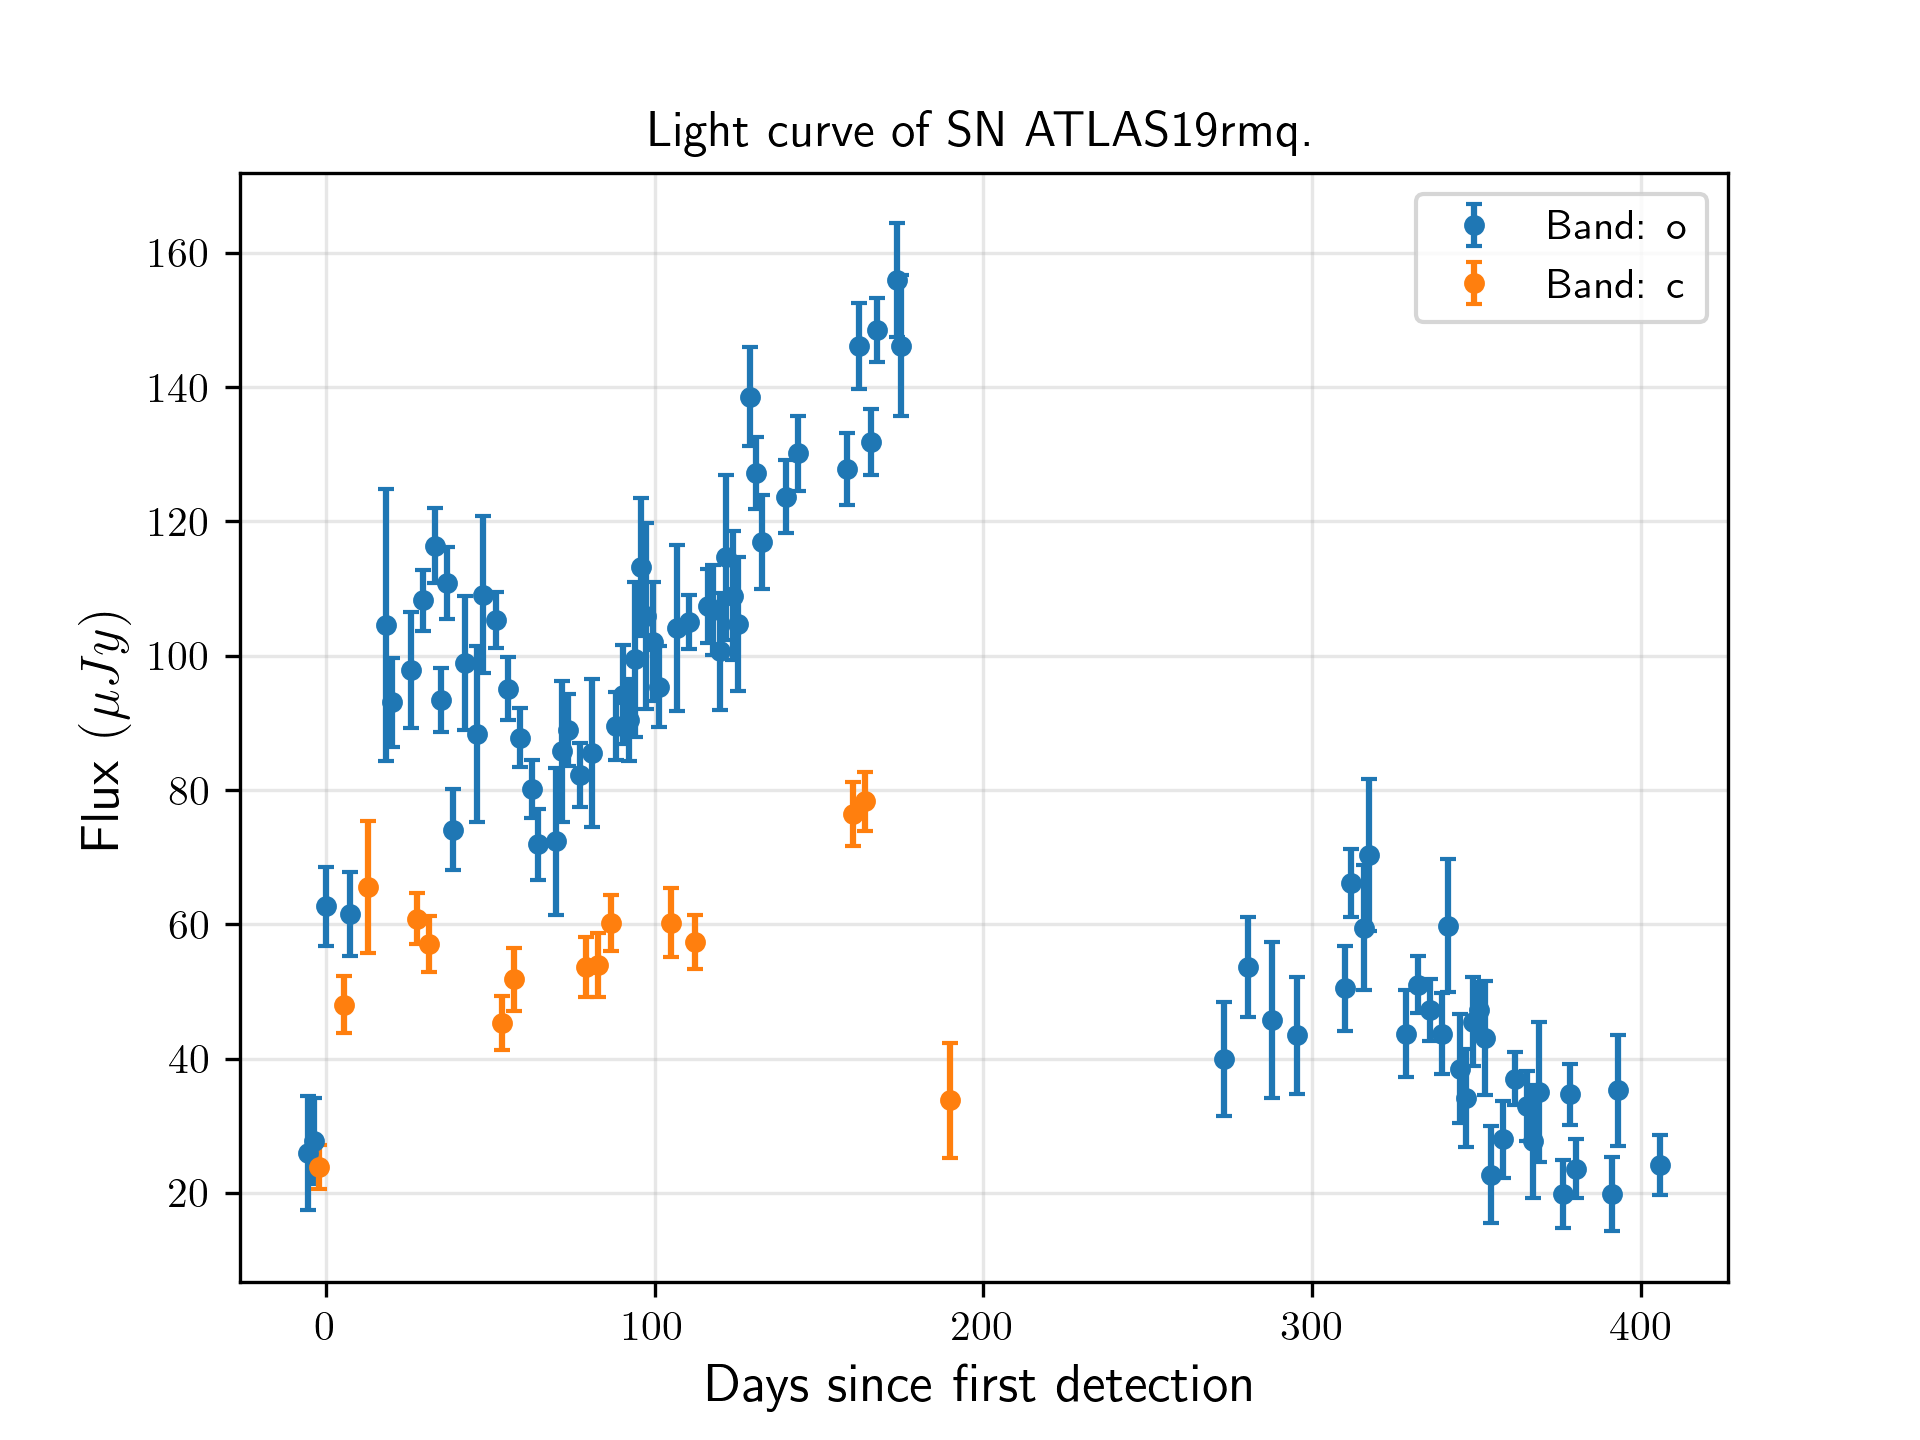 Light curve of SN ATLAS19rmq.
Band: o
Band: c
160
140
120
100
80
60
40
20
Flux (μJy)
0 100 200 300 400
Days since first detection